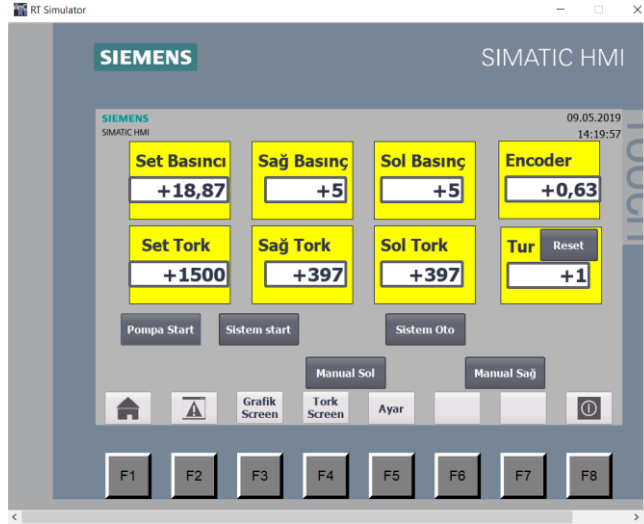 RT Simulator
SIEMENS
SIMATIC HMI
SIEMENS
SIMATIC HMI
09.05.2019
14:19:57
TOUCH
Set Basıncı
+18,87
Sağ Basınç
+5
Sol Basınç
+5
Encoder
+0,63
Set Tork
+1500
Sağ Tork
+397
Sol Tork
+397
Tur
Reset
+1
Pompa Start
Sistem start
Sistem Oto
Manual Sol
Manual Sağ
Grafik
Screen
Tork
Screen
Ayar
F1
F2
F3
F4
F5
F6
F7
F8